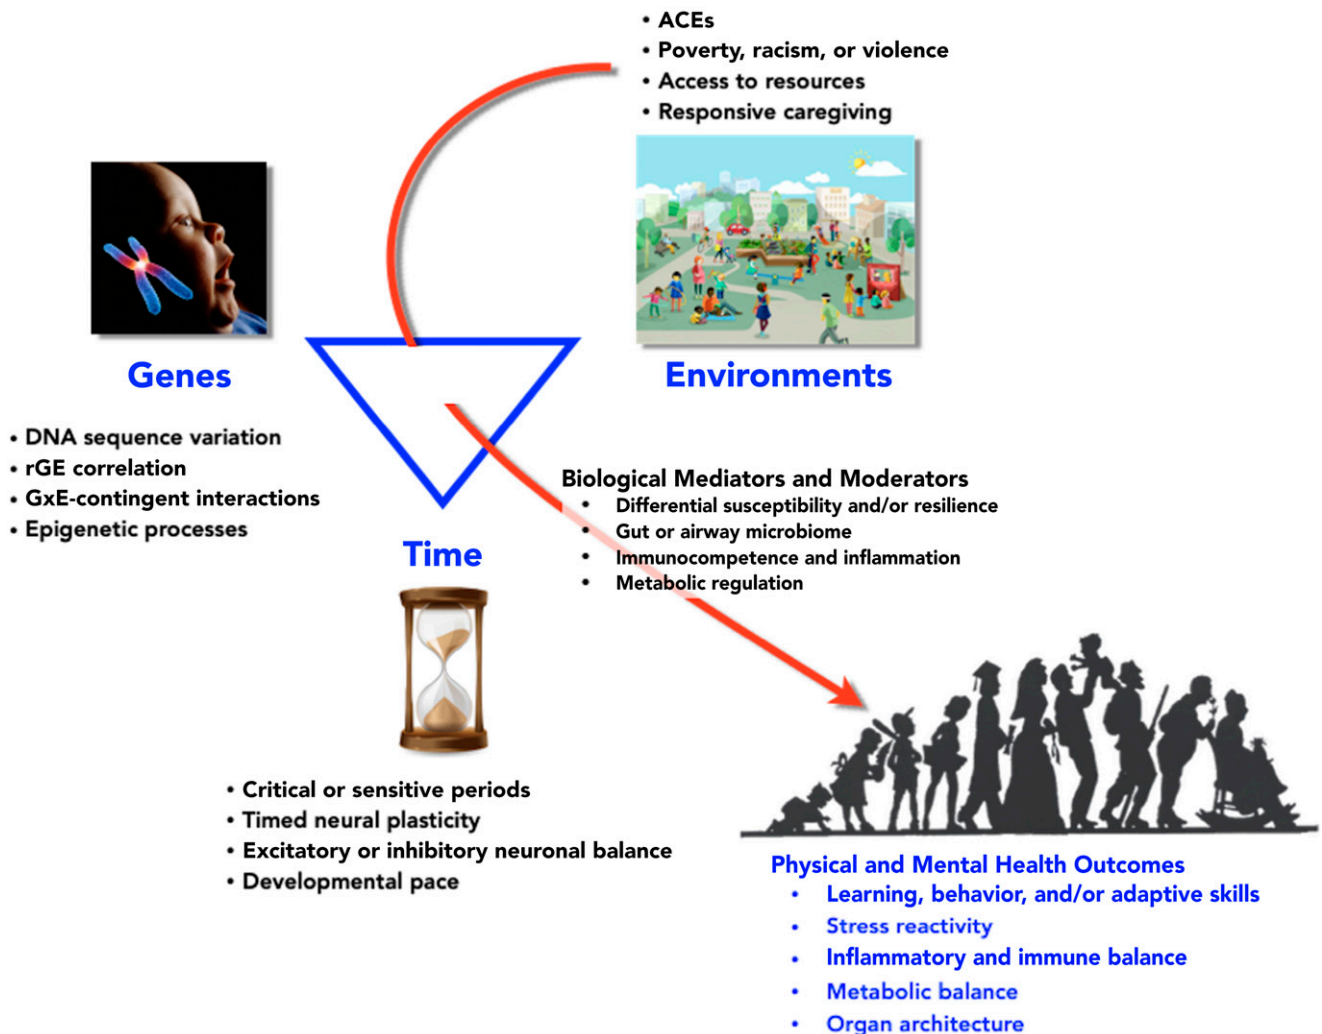 • ACEs
• Poverty, racism, or violence
• Access to resources
• Responsive caregiving
Genes
Environments
• DNA sequence variation
• rGE correlation
• GxE-contingent interactions
• Epigenetic processes
Biological Mediators and Moderators
• Differential susceptibility and/or resilience
• Gut or airway microbiome
• Immunocompetence and inflammation
• Metabolic regulation
Time
• Critical or sensitive periods
• Timed neural plasticity
• Excitatory or inhibitory neuronal balance
• Developmental pace
Physical and Mental Health Outcomes
• Learning, behavior, and/or adaptive skills
• Stress reactivity
• Inflammatory and immune balance
• Metabolic balance
• Organ architecture